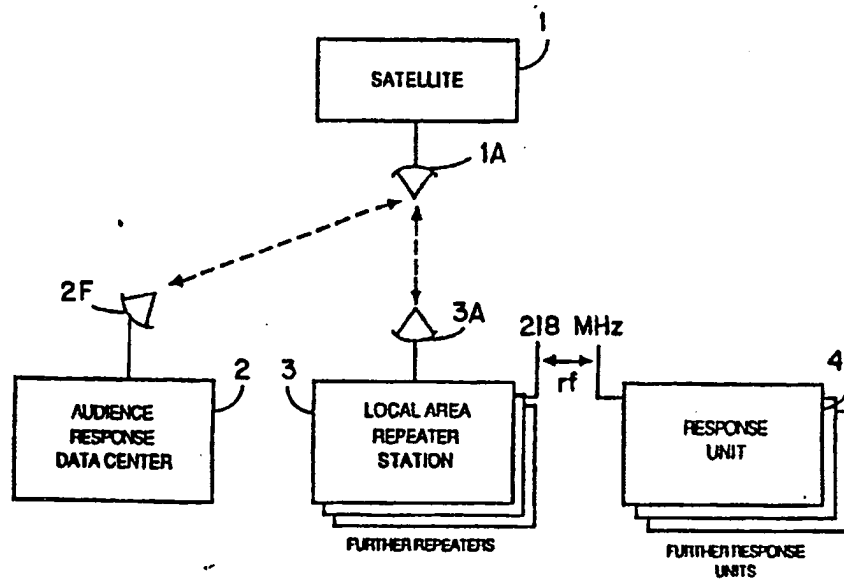 1
SATELLITE
1A
2F
3A
218 MHz
rf
2
3
4
AUDIENCE
RESPONSE
DATA CENTER
LOCAL AREA
REPEATER
STATION
RESPONSE
UNIT
FURTHER REPEATERS
FURTHER RESPONSE
UNITS